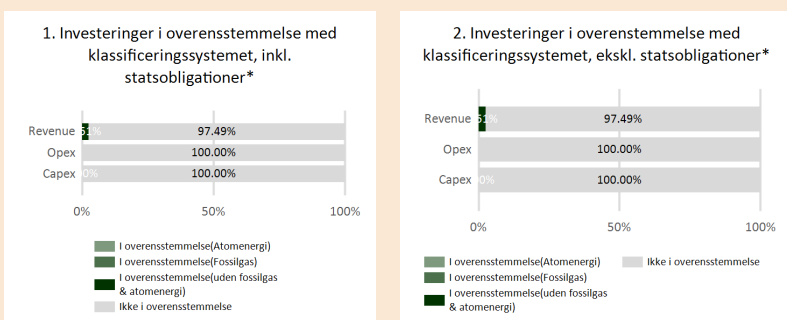 1. Investeringer i overensstemmelse med
klassificeringssystemet, inkl.
statsobligationer*
Revenue 97.49%
Opex 100.00%
Capex 0% 100.00%
0% 50% 100%
I overensstemmelse(Atomenergi)
I overensstemmelse(Fossilgas)
I overensstemmelse(uden fossilgas
& atomenergi)
Ikke i overensstemmelse
2. Investeringer i overenstemmelse med
klassificeringssystemet, ekskl. statsobligationer*
Revenue 97.49%
Opex 100.00%
Capex 0% 100.00%
0% 50% 100%
I overensstemmelse(Atomenergi) Ikke i overensstemmelse
I overensstemmelse(Fossilgas)
I overensstemmelse(uden fossilgas
& atomenergi)